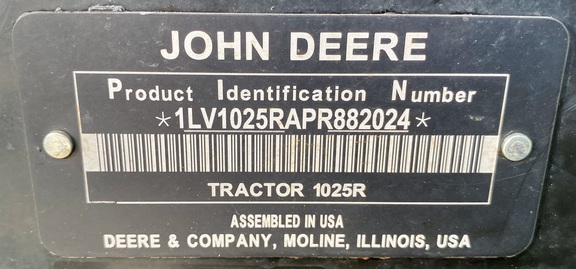 JOHN DEERE
Product Identification Number
*1LV1025RAPR882024*
TRACTOR 1025R
ASSEMBLED IN USA
DEERE & COMPANY, MOLINE, ILLINOIS, USA